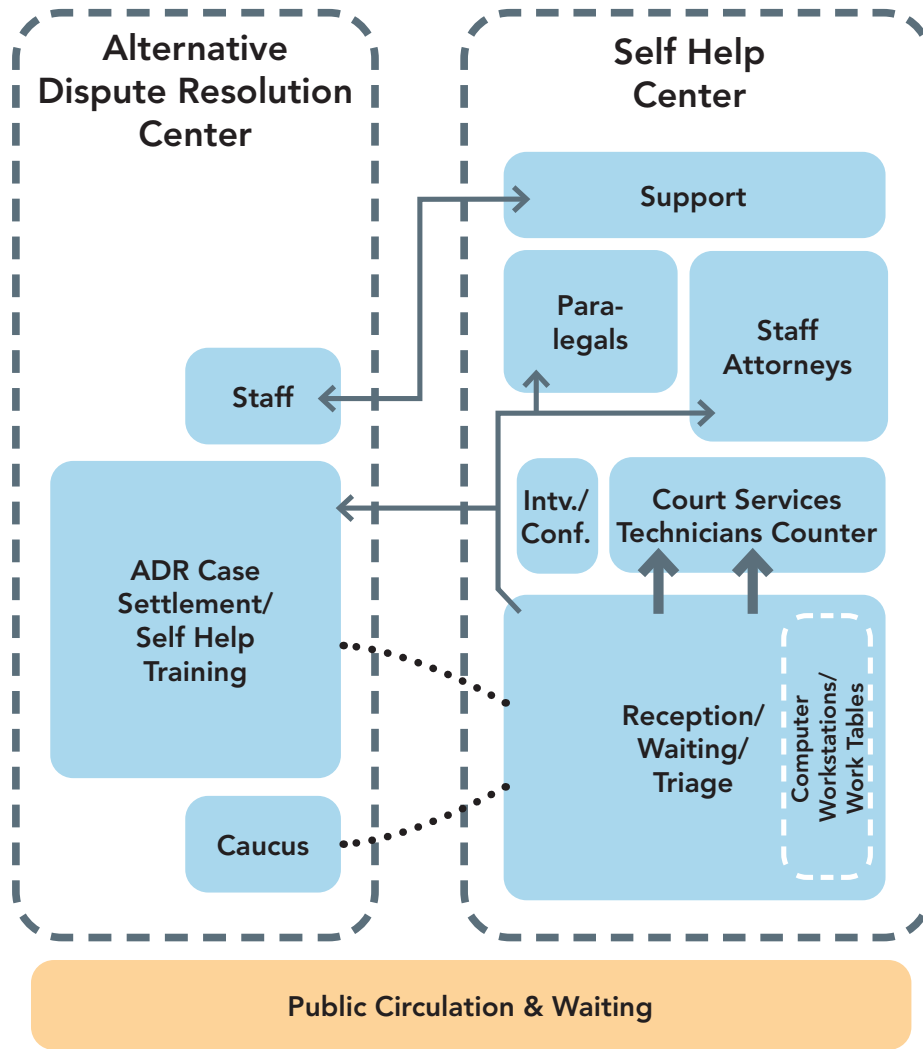 Alternative
Dispute Resolution
Center
Self Help
Center
Support
Para-
legals
Staff
Attorneys
Staff
Intv./
Conf.
Court Services
Technicians Counter
ADR Case
Settlement/
Self Help
Training
Reception/
Waiting/
Triage
Computer
Workstations/
Work Tables
Caucus
Public Circulation & Waiting